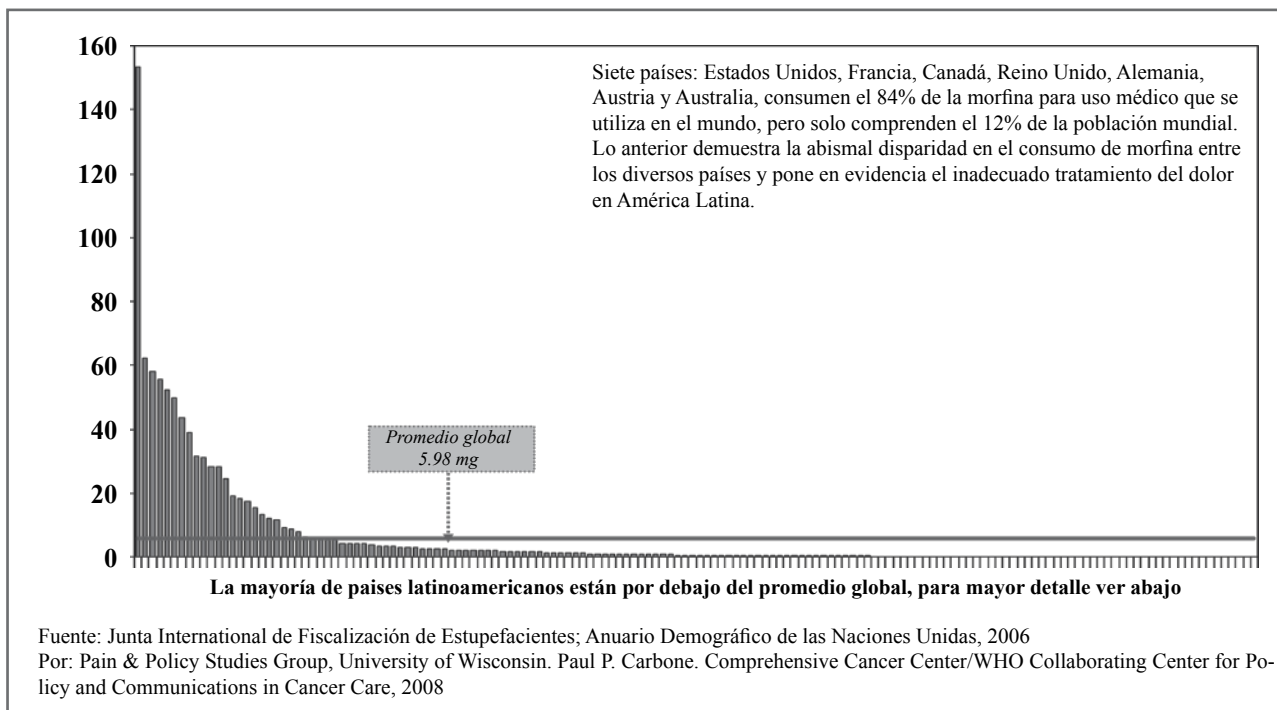 160
140
120
100
80
60
40
20
0
Siete países: Estados Unidos, Francia, Canadá, Reino Unido, Alemania,
Austria y Australia, consumen el 84% de la morfina para uso médico que se
utiliza en el mundo, pero solo comprenden el 12% de la población mundial.
Lo anterior demuestra la abismal disparidad en el consumo de morfina entre
los diversos países y pone en evidencia el inadecuado tratamiento del dolor
en América Latina.
Promedio global
5.98 mg
La mayoría de paises latinoamericanos están por debajo del promedio global, para mayor detalle ver abajo
Fuente: Junta International de Fiscalización de Estupefacientes; Anuario Demográfico de las Naciones Unidas, 2006
Por: Pain & Policy Studies Group, University of Wisconsin. Paul P. Carbone. Comprehensive Cancer Center/WHO Collaborating Center for Po-
licy and Communications in Cancer Care, 2008